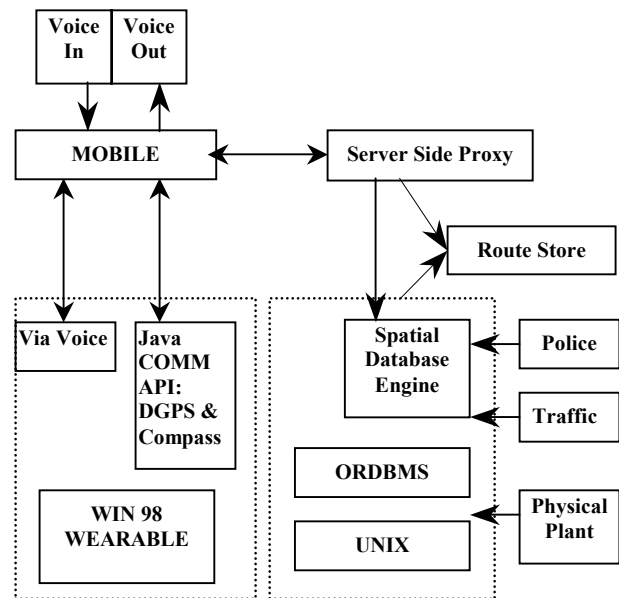 Voice
In
Voice
Out
MOBILE
Server Side Proxy
Route Store
Via Voice
Java
COMM
API:
DGPS &
Compass
Spatial
Database
Engine
Police
Traffic
ORDBMS
WIN 98
WEARABLE
UNIX
Physical
Plant